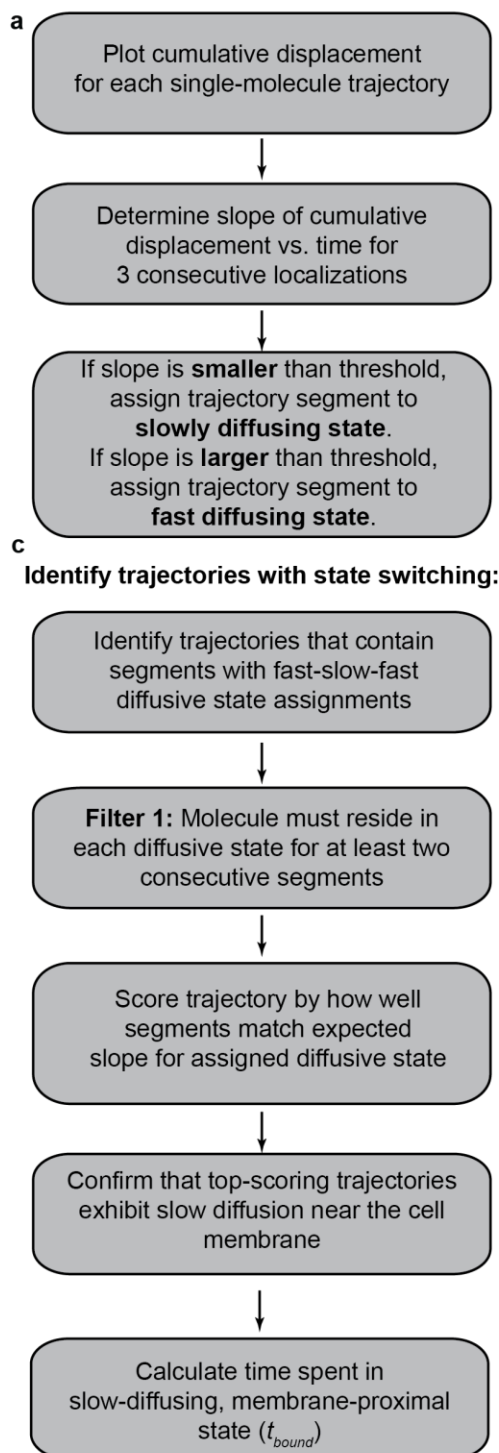 a
Plot cumulative displacement
for each single-molecule trajectory
Determine slope of cumulative
displacement vs. time for
3 consecutive localizations
If slope is smaller than threshold,
assign trajectory segment to
slowly diffusing state.
If slope is larger than threshold,
assign trajectory segment to
fast diffusing state.
c
Identify trajectories with state switching:
Identify trajectories that contain
segments with fast-slow-fast
diffusive state assignments
Filter 1: Molecule must reside in
each diffusive state for at least two
consecutive segments
Score trajectory by how well
segments match expected
slope for assigned diffusive state
Confirm that top-scoring trajectories
exhibit slow diffusion near the cell
membrane
Calculate time spent in
slow-diffusing, membrane-proximal
state (tbound)